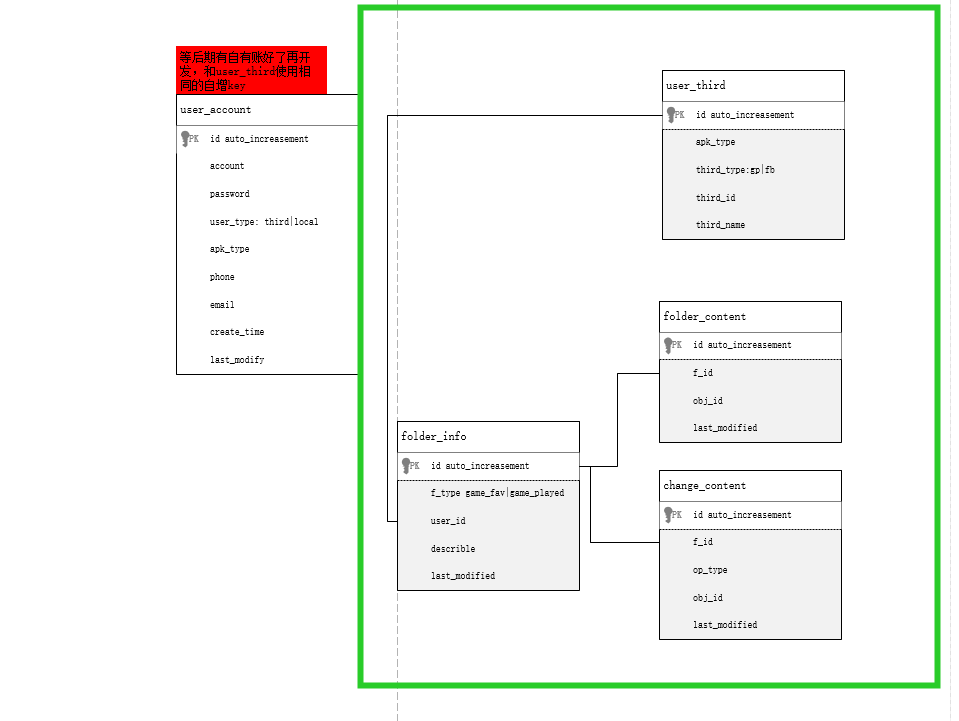 等后期有自有账好了再开
发，和user_third使用相
同的自增key
user_account
PK id auto_increasement
account
password
user_type: third|local
apk_type
phone
email
create_time
last_modify
user_third
PK id auto_increasement
apk_type
third_type:gp|fb
third_id
third_name
folder_content
PK id auto_increasement
f_id
obj_id
last_modified
folder_info
PK id auto_increasement
f_type game_fav|game_played
user_id
describle
last_modified
change_content
PK id auto_increasement
f_id
op_type
obj_id
last_modified